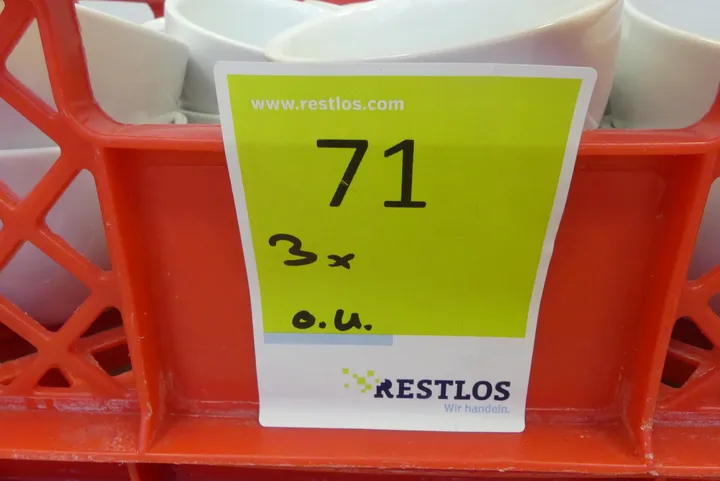 www.restlos.com
71
3x
o.u.
RESTLOS
Wir handeln.